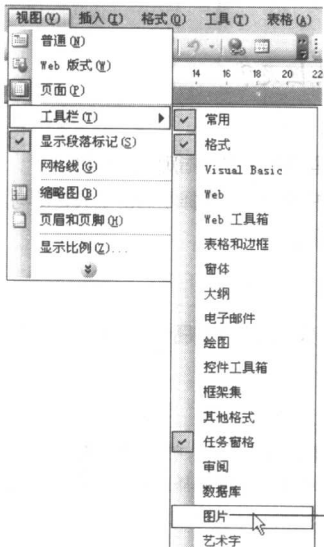 视图(V) 插入(I) 格式(O) 工具(T) 表格(A)
普通(N)
Web 版式(W)
页面(P)
14 16 18 20 22
工具栏(T)
显示段落标记(S)
网格线(G)
缩略图(B)
页眉和页脚(H)
显示比例(Z)...
常用
格式
Visual Basic
Web
Web 工具箱
表格和边框
窗体
大纲
电子邮件
绘图
控件工具箱
框架集
其他格式
任务窗格
审阅
数据库
图片
艺术字